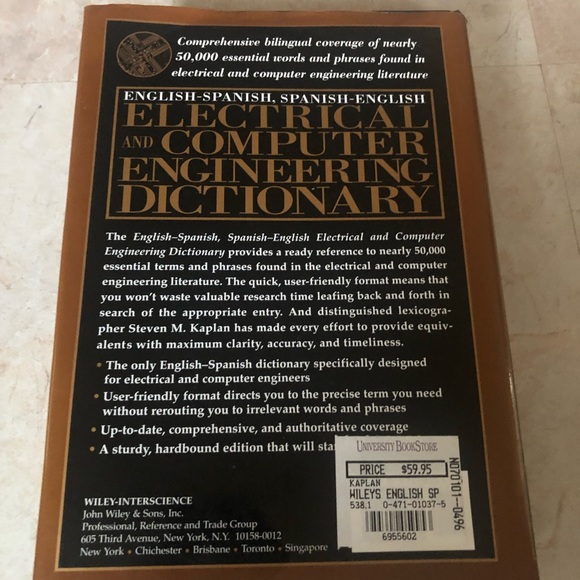 Comprehensive bilingual coverage of nearly
50,000 essential words and phrases found in
electrical and computer engineering literature
ENGLISH-SPANISH, SPANISH-ENGLISH
ELECTRICAL
AND COMPUTER
ENGINEERING
DICTIONARY
The English–Spanish, Spanish–English Electrical and Computer
Engineering Dictionary provides a ready reference to nearly 50,000
essential terms and phrases found in the electrical and computer
engineering literature. The quick, user-friendly format means that
you won't waste valuable research time leafing back and forth in
search of the appropriate entry. And distinguished lexicogra-
pher Steven M. Kaplan has made every effort to provide equiv-
alents with maximum clarity, accuracy, and timeliness.
• The only English–Spanish dictionary specifically designed
for electrical and computer engineers
• User-friendly format directs you to the precise term you need
without rerouting you to irrelevant words and phrases
• Up-to-date, comprehensive, and authoritative coverage
• A sturdy, hardbound edition that will
UNIVERSITY BOOKSTORE
PRICE $59.95
KAPLAN
WILEYS ENGLISH SP
538.1 0-471-01037-5
6955602
N070101-0496
WILEY-INTERSCIENCE
John Wiley & Sons, Inc.
Professional, Reference and Trade Group
605 Third Avenue, New York, N.Y. 10158-0012
New York • Chichester • Brisbane • Toronto • Singapore